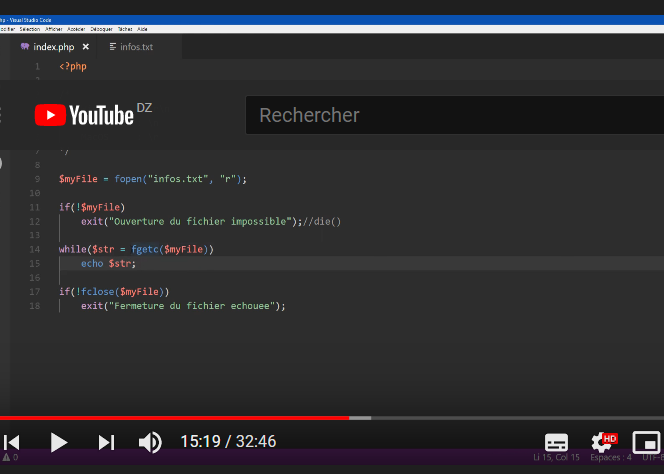 hp - Visual Studio Code
odifier Sélection Afficher Accéder Déboguer Tâches Aide
index.php × infos.txt
1 <?php
YouTube DZ
Rechercher
7 */
8
9 $myFile = fopen("infos.txt", "r");
10
11 if(!$myFile)
12 exit("Ouverture du fichier impossible");//die()
13
14 while($str = fgetc($myFile))
15 echo $str;
16
17 if(!fclose($myFile))
18 exit("Fermeture du fichier echouee");
15:19 / 32:46
HD
0
Li 15, Col 15 Espaces : 4 UTF-8